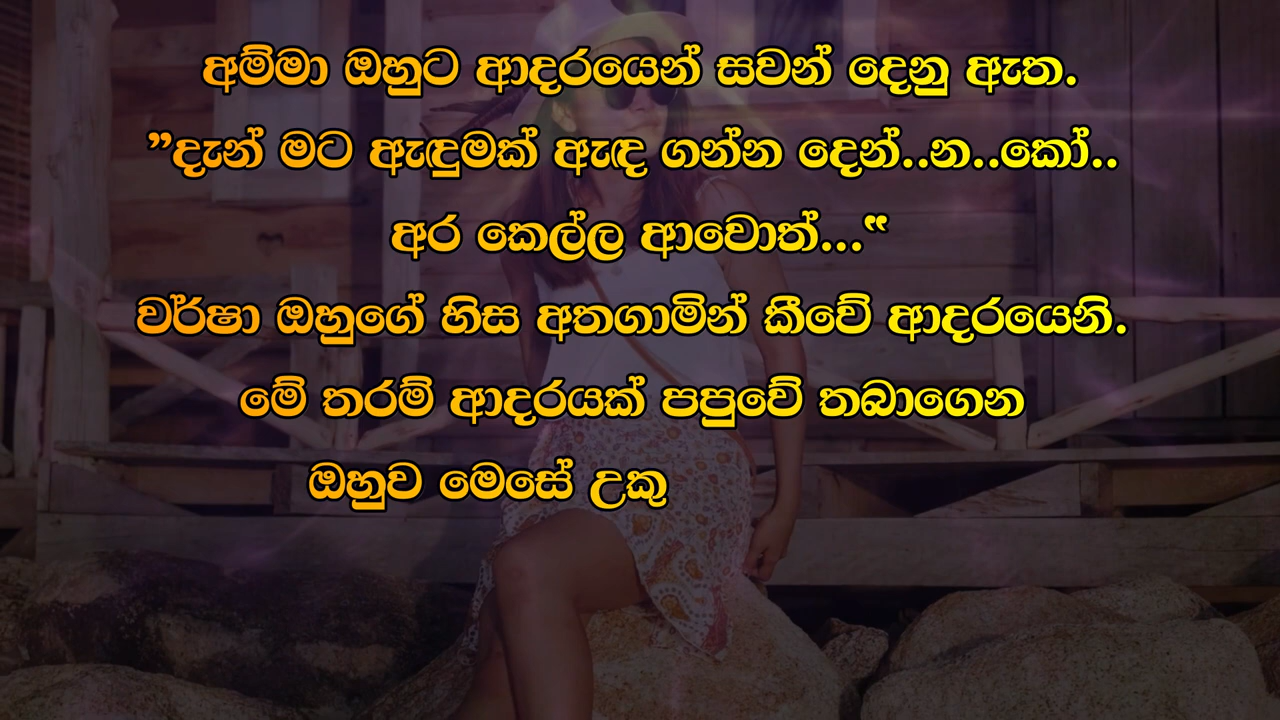 අම්මා ඔහුට ආදරයෙන් සවන් දෙනු ඇත.
”දැන් මට ඇඳුමක් ඇඳ ගන්න දෙන්..න..කෝ..
අර කෙල්ල ආවොත්...‟
වර්ෂා ඔහුගේ හිස අතගාමින් කීවේ ආදරයෙනි.
මේ තරම් ආදරයක් පපුවේ තබාගෙන
ඔහුව මෙසේ උකු